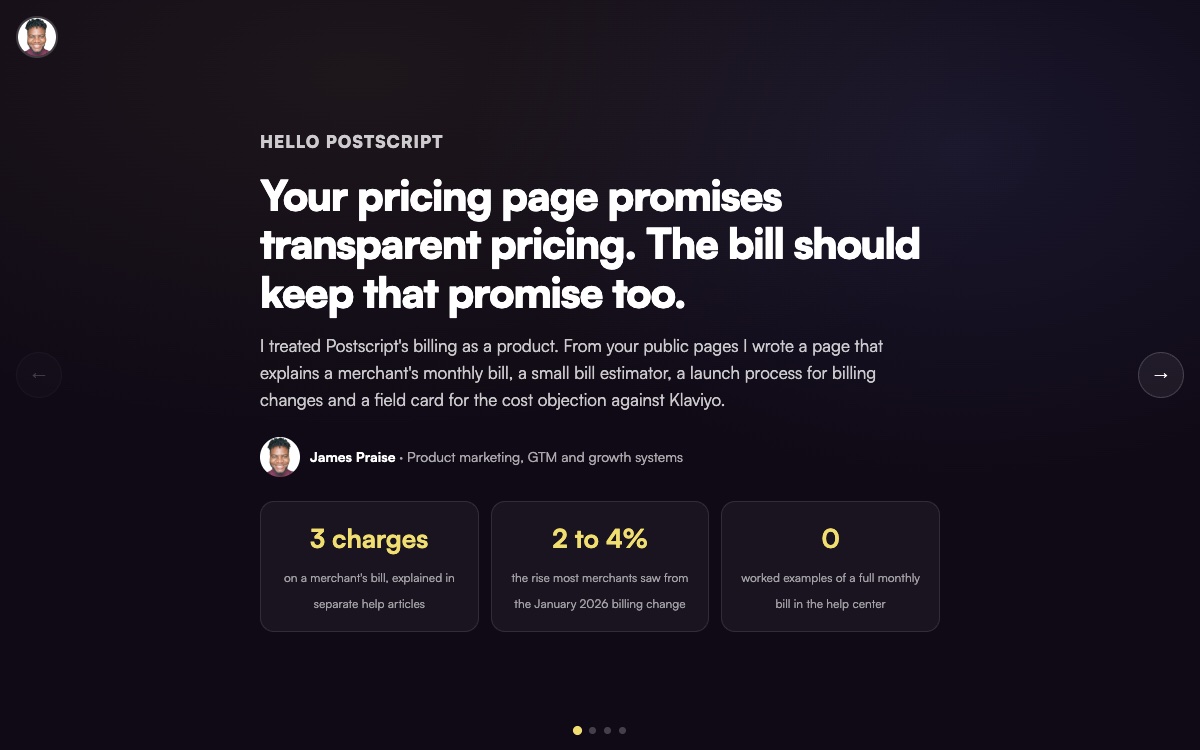 HELLO POSTSCRIPT
Your pricing page promises
transparent pricing. The bill should
keep that promise too.
I treated Postscript's billing as a product. From your public pages I wrote a page that
explains a merchant's monthly bill, a small bill estimator, a launch process for billing
changes and a field card for the cost objection against Klaviyo.
James Praise · Product marketing, GTM and growth systems
3 charges
on a merchant's bill, explained in
separate help articles
2 to 4%
the rise most merchants saw from
the January 2026 billing change
0
worked examples of a full monthly
bill in the help center
←
→